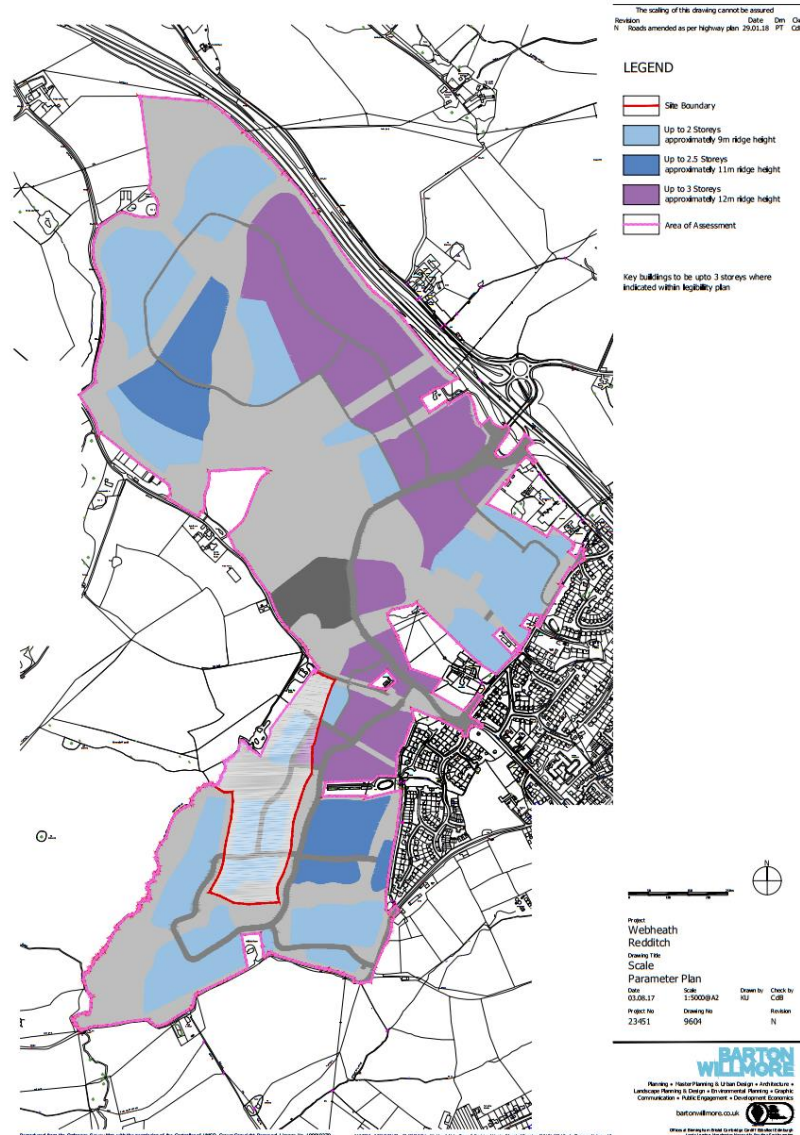 The scaling of this drawing cannot be assured
Revision Date Drn
N Roads amended as per highway plan 29.01.18 PT
LEGEND
Site Boundary
Up to 2 Storeys
approximately 9m ridge height
Up to 2.5 Storeys
approximately 11m ridge height
Up to 3 Storeys
approximately 12m ridge height
Area of Assessment
Key buildings to be upto 3 storeys where
indicated within legibility plan
N
Project
Webheath
Redditch
Drawing Title
Scale
Parameter Plan
Date Scale Drawn by Check by
03.08.17 1:5000@A2 KU CdB
Project No Drawing No Revision
23451 9604 N
BARTON
WILLMORE
Planning • Master Planning & Urban Design • Architecture •
Landscape Planning & Design • Environmental Planning • Graphic
Communication • Public Engagement • Development Economics
bartonwillmore.co.uk